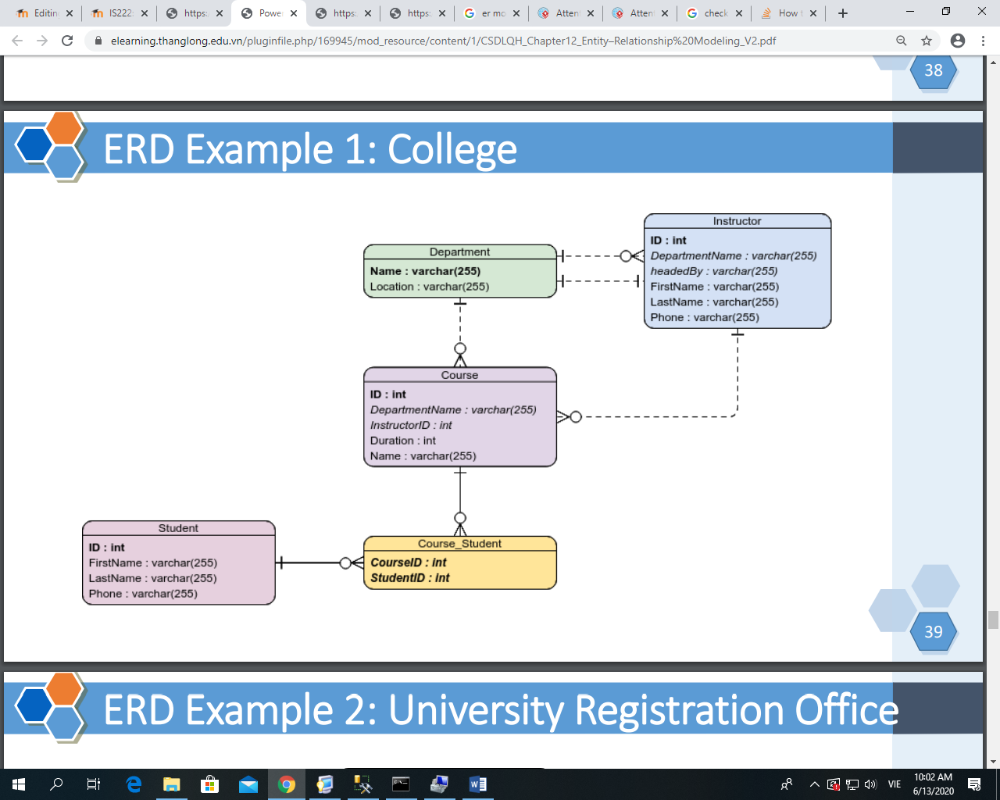 Editin
IS222:
https:
Power
https:
https:
er mo
Attent
Attent
check
How t
elearning.thanglong.edu.vn/pluginfile.php/169945/mod_resource/content/1/CSDLQH_Chapter12_Entity–Relationship%20Modeling_V2.pdf
38
ERD Example 1: College
Instructor
ID : int
DepartmentName : varchar(255)
headedBy : varchar(255)
FirstName : varchar(255)
LastName : varchar(255)
Phone : varchar(255)
Department
Name : varchar(255)
Location : varchar(255)
Course
ID : int
DepartmentName : varchar(255)
InstructorID : int
Duration : int
Name : varchar(255)
Student
ID : int
FirstName : varchar(255)
LastName : varchar(255)
Phone : varchar(255)
Course_Student
CourseID : int
StudentID : int
39
ERD Example 2: University Registration Office
VIE
10:02 AM
6/13/2020